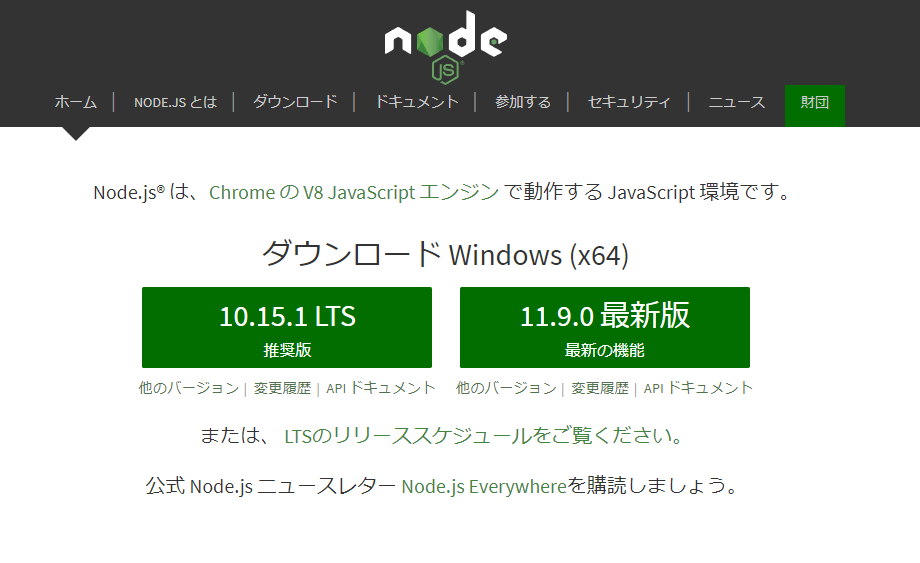 node
JS
ホーム | NODE.JS とは | ダウンロード | ドキュメント | 参加する | セキュリティ | ニュース 財団
Node.js® は、Chrome の V8 JavaScript エンジン で動作する JavaScript 環境です。
ダウンロード Windows (x64)
10.15.1 LTS 11.9.0 最新版
推奨版 最新の機能
他のバージョン | 変更履歴 | API ドキュメント 他のバージョン | 変更履歴 | API ドキュメント
または、 LTSのリリーススケジュールをご覧ください。
公式 Node.js ニュースレター Node.js Everywhereを購読しましょう。